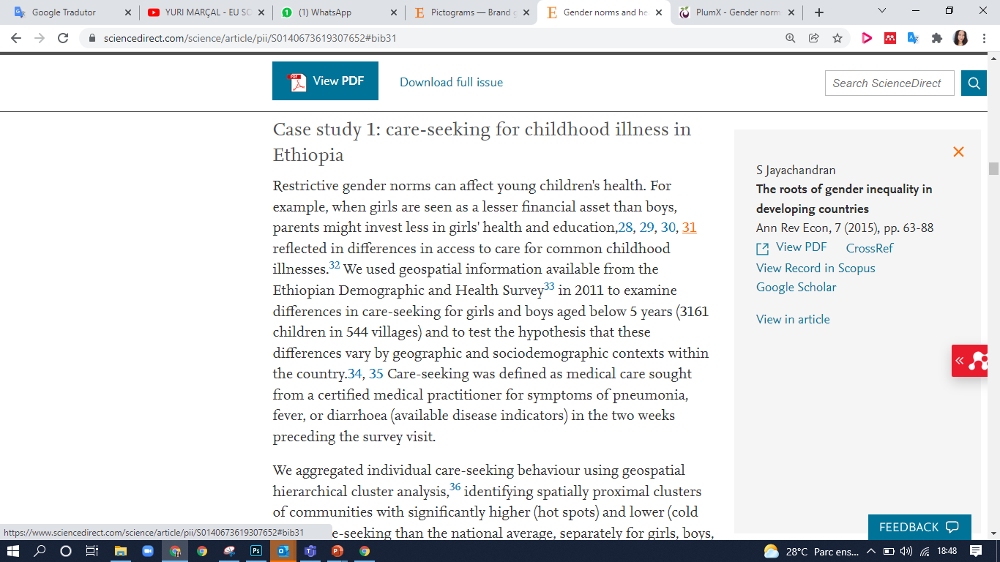 Google Tradutor
YURI MARÇAL - EU SC
(1) WhatsApp
Pictograms — Brand g
Gender norms and he
PlumX - Gender norm
sciencedirect.com/science/article/pii/S0140673619307652#bib31
PDF
View PDF
Download full issue
Search ScienceDirect
Case study 1: care-seeking for childhood illness in
Ethiopia
Restrictive gender norms can affect young children's health. For
example, when girls are seen as a lesser financial asset than boys,
parents might invest less in girls' health and education,28, 29, 30, 31
reflected in differences in access to care for common childhood
illnesses.32 We used geospatial information available from the
Ethiopian Demographic and Health Survey33 in 2011 to examine
differences in care-seeking for girls and boys aged below 5 years (3161
children in 544 villages) and to test the hypothesis that these
differences vary by geographic and sociodemographic contexts within
the country.34, 35 Care-seeking was defined as medical care sought
from a certified medical practitioner for symptoms of pneumonia,
fever, or diarrhoea (available disease indicators) in the two weeks
preceding the survey visit.
We aggregated individual care-seeking behaviour using geospatial
hierarchical cluster analysis,36 identifying spatially proximal clusters
of communities with significantly higher (hot spots) and lower (cold
e-seeking than the national average, separately for girls, boys,
S Jayachandran
The roots of gender inequality in
developing countries
Ann Rev Econ, 7 (2015), pp. 63-88
View PDF CrossRef
View Record in Scopus
Google Scholar
View in article
FEEDBACK
https://www.sciencedirect.com/science/article/pii/S0140673619307652#bib31
28°C Parc ens... 18:48